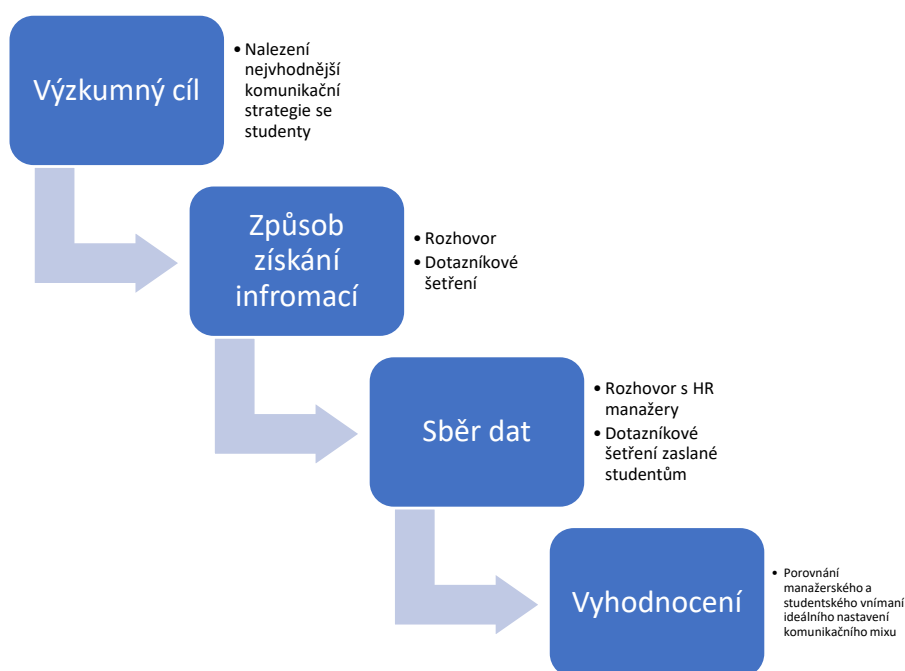 Výzkumný cíl
• Nalezení
nejvhodnější
komunikační
strategie se
studenty
Způsob
získání
infromací
• Rozhovor
• Dotazníkové
šetření
Sběr dat
• Rozhovor s HR
manažery
• Dotazníkové
šetření zaslané
studentům
Vyhodnocení
• Porovnání
manažerského a
studentského vnímaní
ideálního nastavení
komunikačního mixu